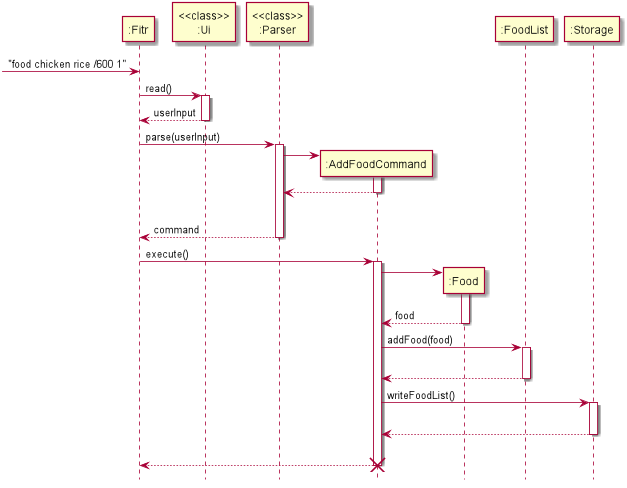 <<class>>
<<class>>
:Fitr
:Ui
:Parser
:FoodList
:Storage
"food chicken rice /600 1"
read()
userInput
parse(userInput)
:AddFoodCommand
command
execute()
:Food
food
addFood(food)
writeFoodList()